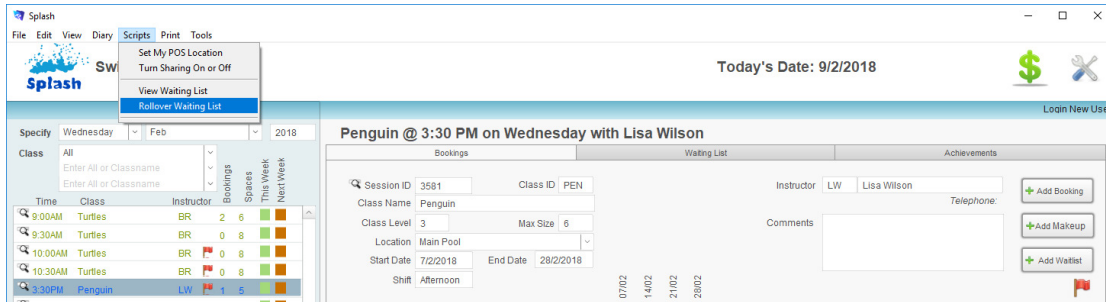 Splash
File Edit View Diary Scripts Print Tools
Set My POS Location
Turn Sharing On or Off
View Waiting List
Rollover Waiting List
Splash
Swi
Today's Date: 9/2/2018
$
Login New Use
Specify Wednesday Feb 2018
Class All
Enter All or Classname
Enter All or Classname
Time Class Instructor Bookings Spaces This Week Next Week
9:00AM Turtles BR 2 6
9:30AM Turtles BR 0 8
10:00AM Turtles BR 0 8
10:30AM Turtles BR 0 8
3:30PM Penguin LW 1 5
Penguin @ 3:30 PM on Wednesday with Lisa Wilson
Bookings Waiting List Achievements
Session ID 3581 Class ID PEN
Class Name Penguin
Class Level 3 Max Size 6
Location Main Pool
Start Date 7/2/2018 End Date 28/2/2018
Shift Afternoon
07/02 14/02 21/02 28/02
Instructor LW Lisa Wilson
Telephone:
Comments
+ Add Booking
+Add Makeup
+ Add Waitlist